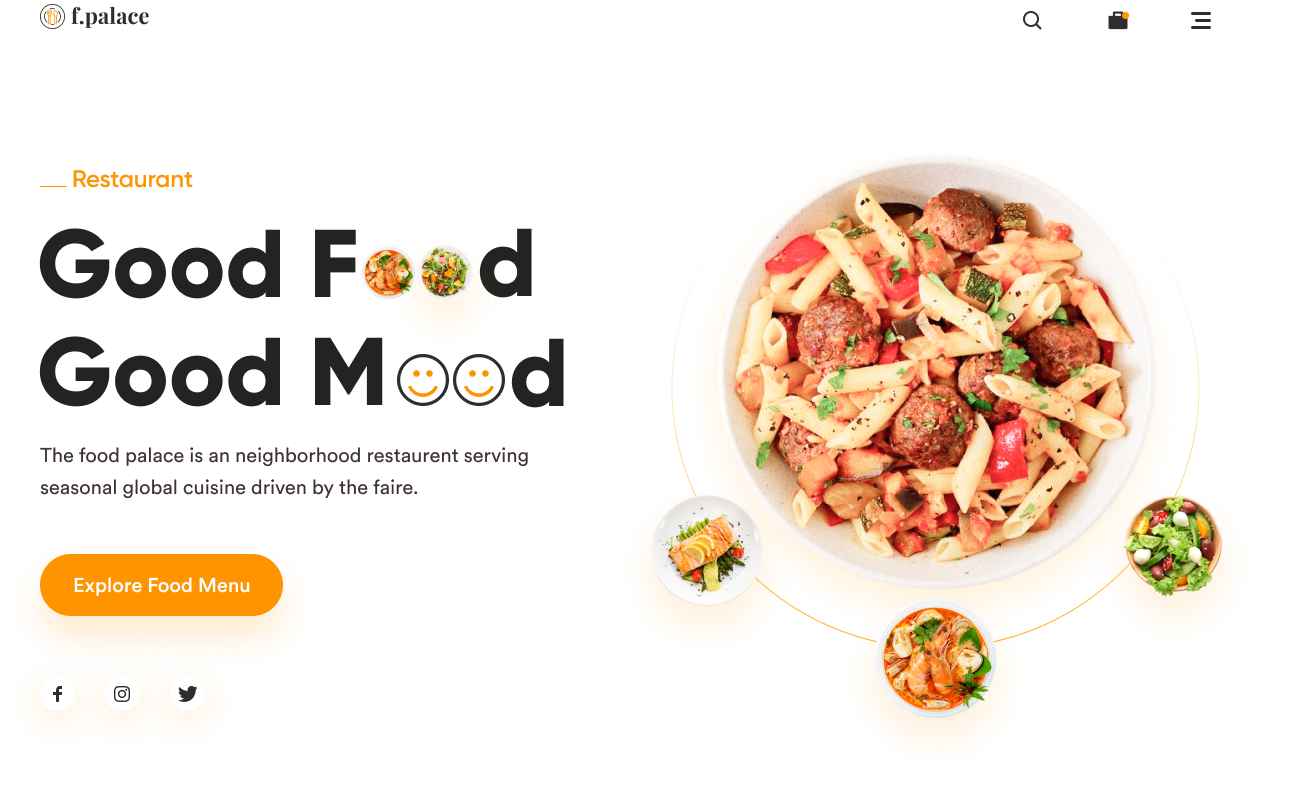 f.palace
Restaurant
Good Food
Good Mood
The food palace is an neighborhood restaurent serving
seasonal global cuisine driven by the faire.
Explore Food Menu